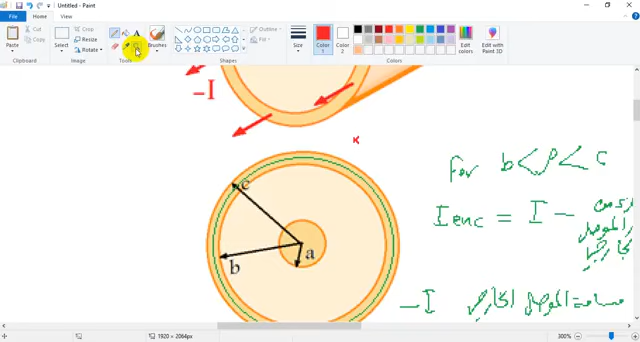 Untitled - Paint
File Home View
Paste
Cut
Copy
Clipboard
Select
Crop
Resize
Rotate
Image
Tools
Brushes
Shapes
Outline
Fill
Size
Color 1
Color 2
Colors
Edit colors
Edit with Paint 3D
-I
c
b
a
For b<ρ<c
Ienc = I -
-I
1920 × 2064px
300%